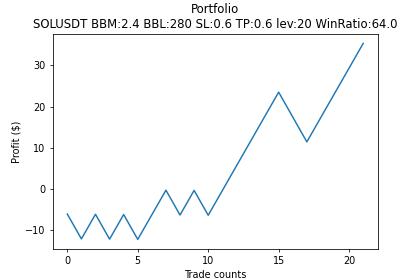 Portfolio
SOLUSDT BBM:2.4 BBL:280 SL:0.6 TP:0.6 lev:20 WinRatio:64.0
30
20
10
0
−10
Profit ($)
0
5
10
15
20
Trade counts